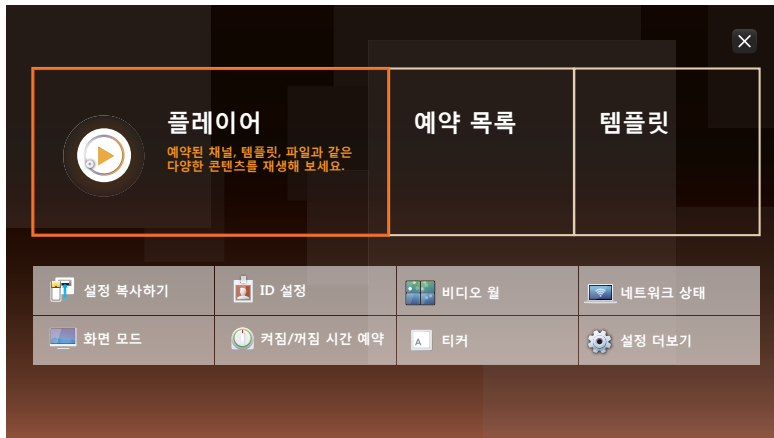 플레이어
예약된 채널, 템플릿, 파일과 같은
다양한 콘텐츠를 재생해 보세요.
예약 목록
템플릿
설정 복사하기
ID 설정
비디오 월
네트워크 상태
화면 모드
켜짐/꺼짐 시간 예약
A
티커
설정 더보기